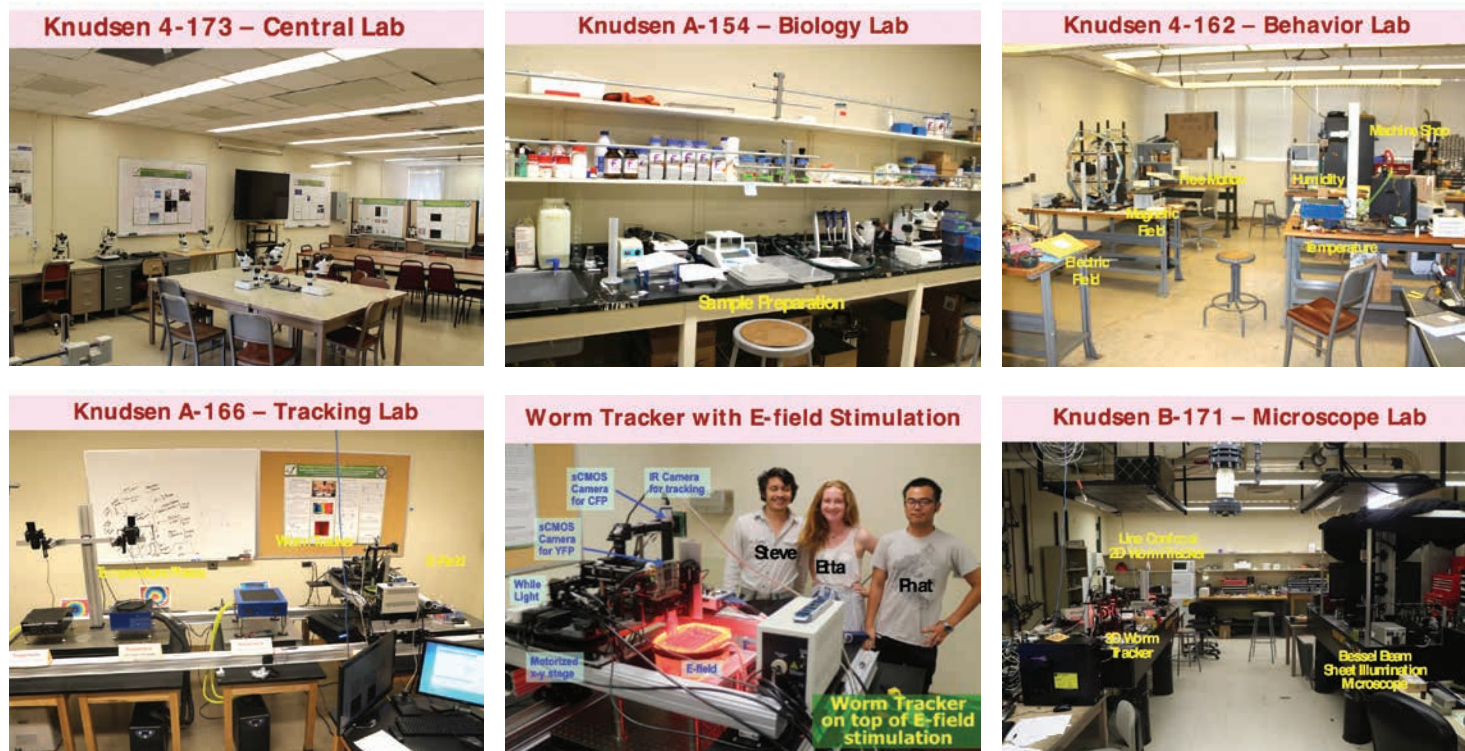 Knudsen 4-173 – Central Lab
Knudsen A-154 – Biology Lab
Sample Preparation
Knudsen 4-162 – Behavior Lab
Machine Shop
Free Motion
Humidity
Magnetic
Field
Temperature
Electric
Field
Knudsen A-166 – Tracking Lab
Worm Tracker
E-Field
Temperature
Worm Tracker with E-field Stimulation
sCMOS
Camera
for CFP
IR Camera
for tracking
sCMOS
Camera
for YFP
While
Light
Steve
Etta
Phat
Motorized
x-y stage
E-field
Worm Tracker
on top of E-field
stimulation
Knudsen B-171 – Microscope Lab
Line Confocal
2D Worm Tracker
3D Worm
Tracker
Bessel Beam
Sheet Illumination
Microscope